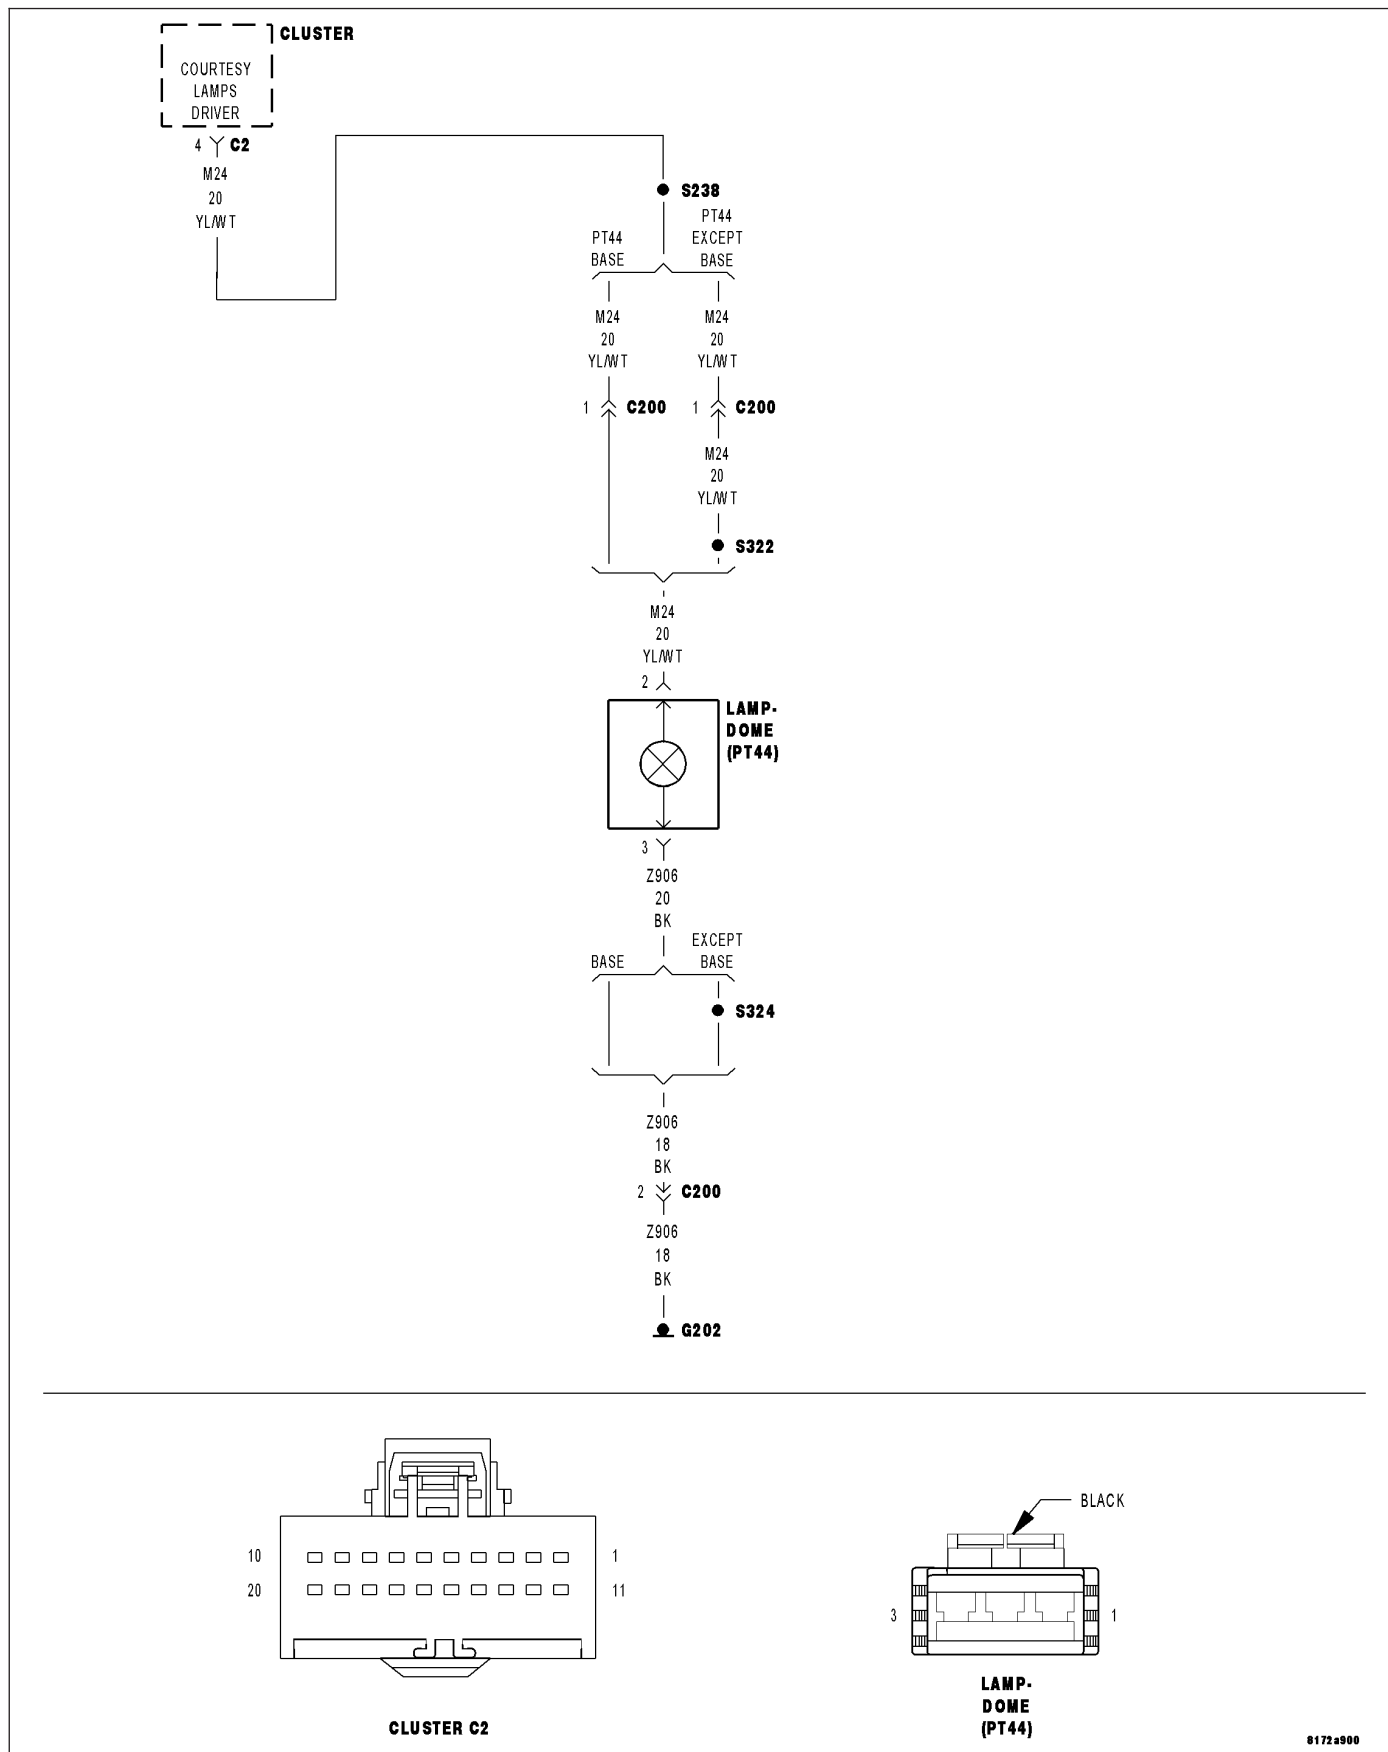 CLUSTER
COURTESY
LAMPS
DRIVER
4 C2
M24
20
YL/WT
S238
PT44
BASE
PT44
EXCEPT
BASE
M24
20
YL/WT
M24
20
YL/WT
1 C200
1 C200
M24
20
YL/WT
S322
M24
20
YL/WT
2
LAMP-
DOME
(PT44)
3
Z906
20
BK
BASE
EXCEPT
BASE
S324
Z906
18
BK
2 C200
Z906
18
BK
G202
10 1
20 11
CLUSTER C2
BLACK
3 1
LAMP-
DOME
(PT44)
8172a900